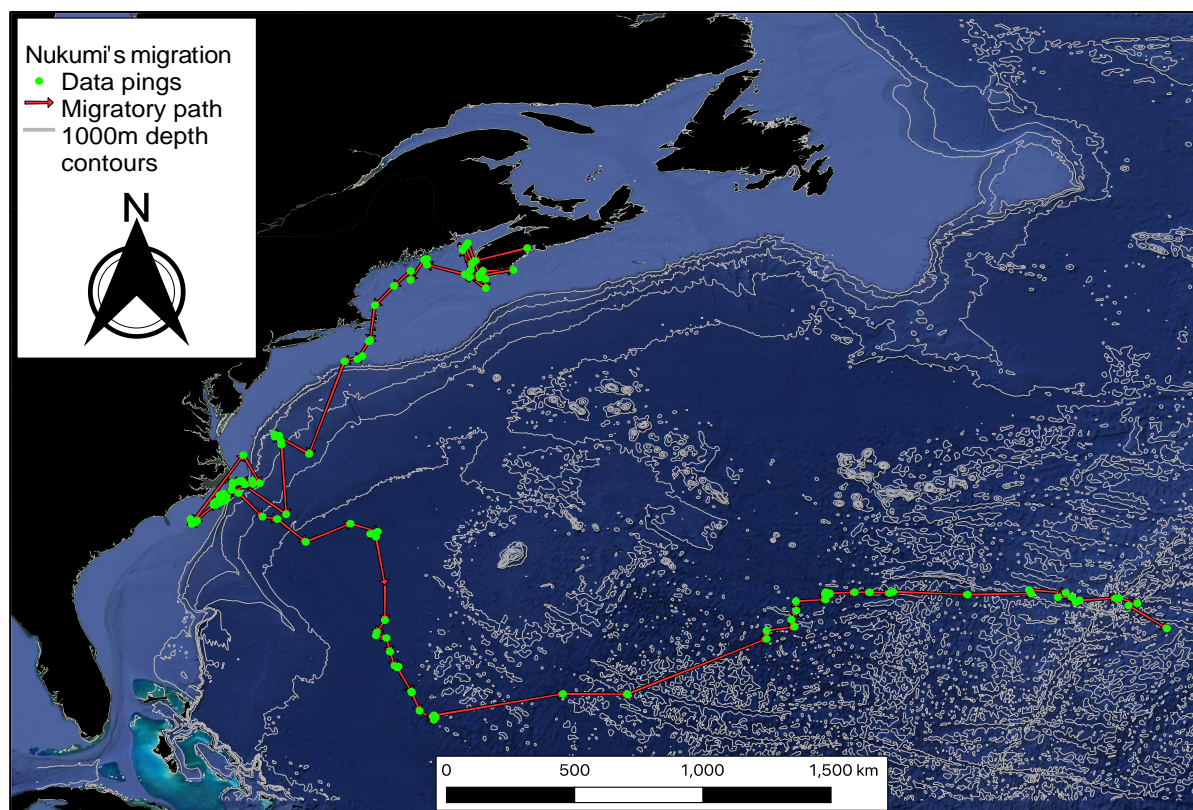 Nukumi's migration
Data pings
Migratory path
1000m depth
contours
N
0 500 1,000 1,500 km